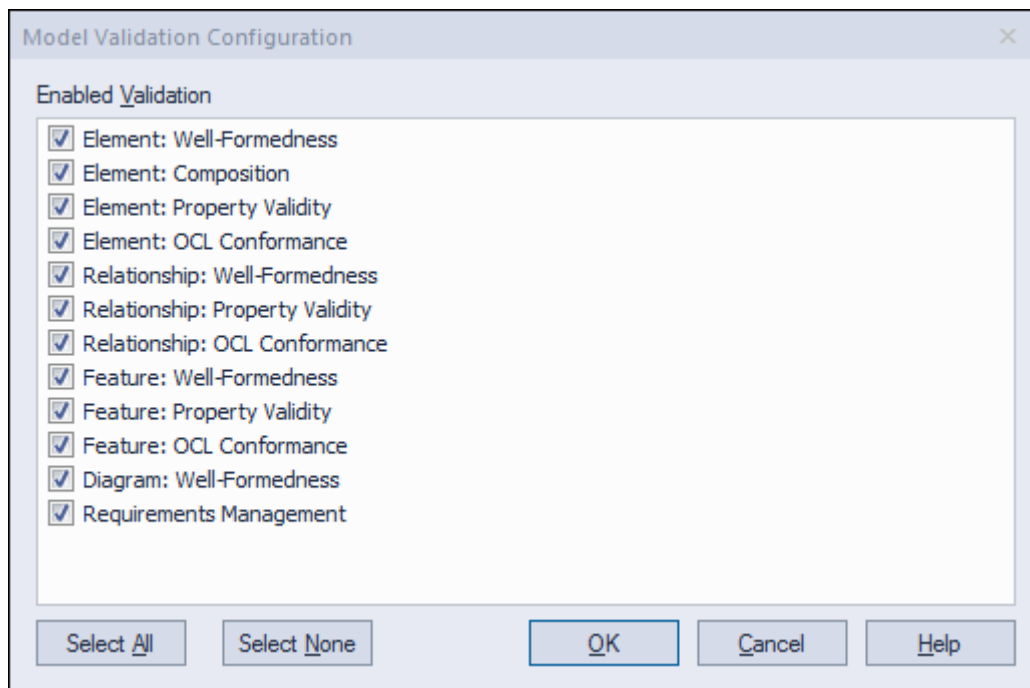 Model Validation Configuration
Enabled Validation
Element: Well-Formedness
Element: Composition
Element: Property Validity
Element: OCL Conformance
Relationship: Well-Formedness
Relationship: Property Validity
Relationship: OCL Conformance
Feature: Well-Formedness
Feature: Property Validity
Feature: OCL Conformance
Diagram: Well-Formedness
Requirements Management
Select All Select None OK Cancel Help